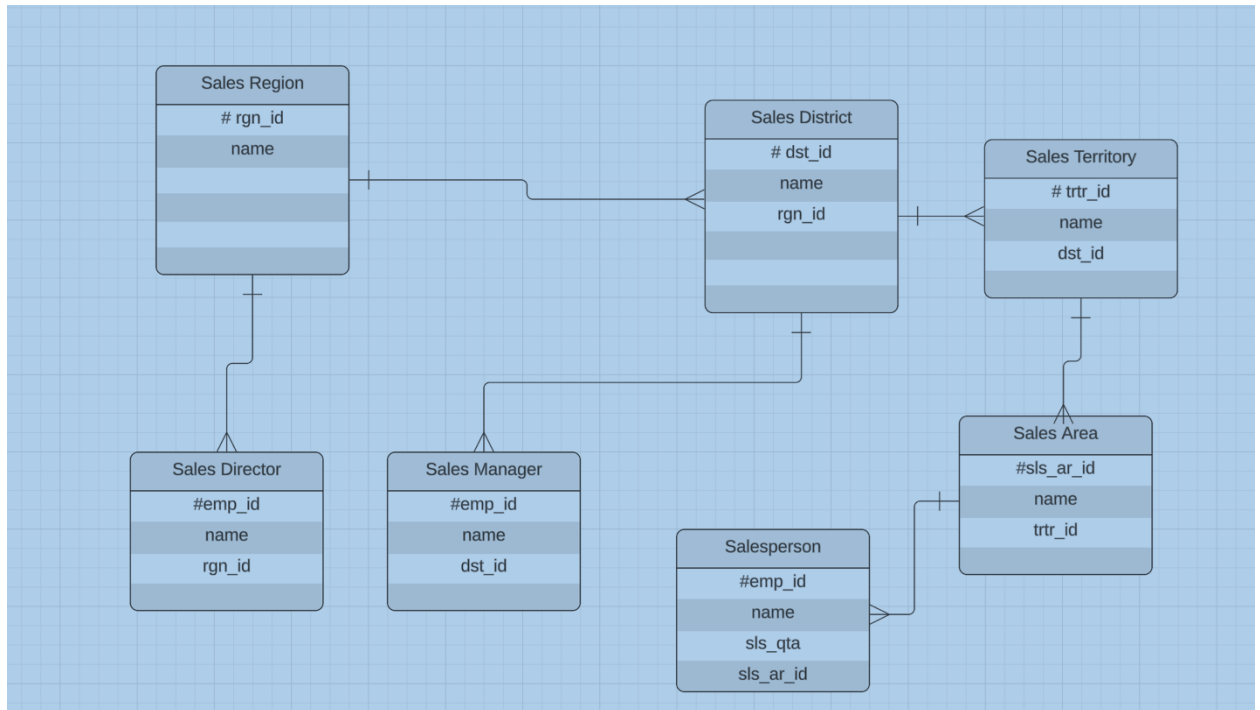 Sales Region
# rgn_id
name
Sales District
# dst_id
name
rgn_id
Sales Territory
# trtr_id
name
dst_id
Sales Director
#emp_id
name
rgn_id
Sales Manager
#emp_id
name
dst_id
Salesperson
#emp_id
name
sls_qta
sls_ar_id
Sales Area
#sls_ar_id
name
trtr_id